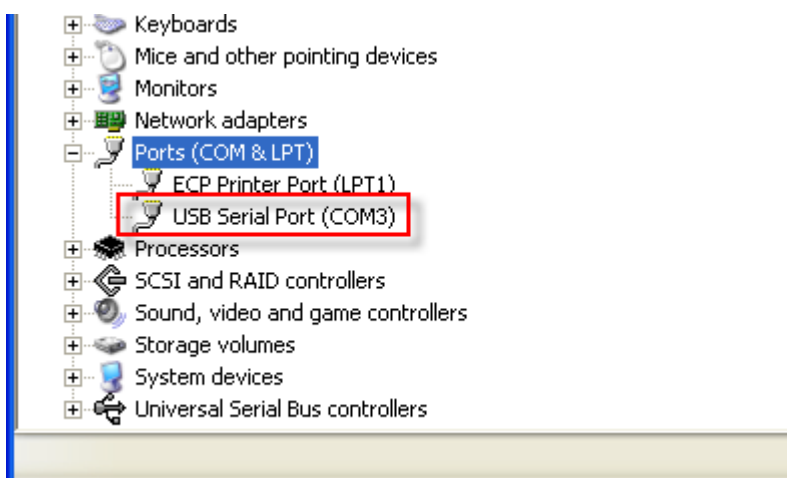 Keyboards
Mice and other pointing devices
Monitors
Network adapters
Ports (COM & LPT)
ECP Printer Port (LPT1)
USB Serial Port (COM3)
Processors
SCSI and RAID controllers
Sound, video and game controllers
Storage volumes
System devices
Universal Serial Bus controllers